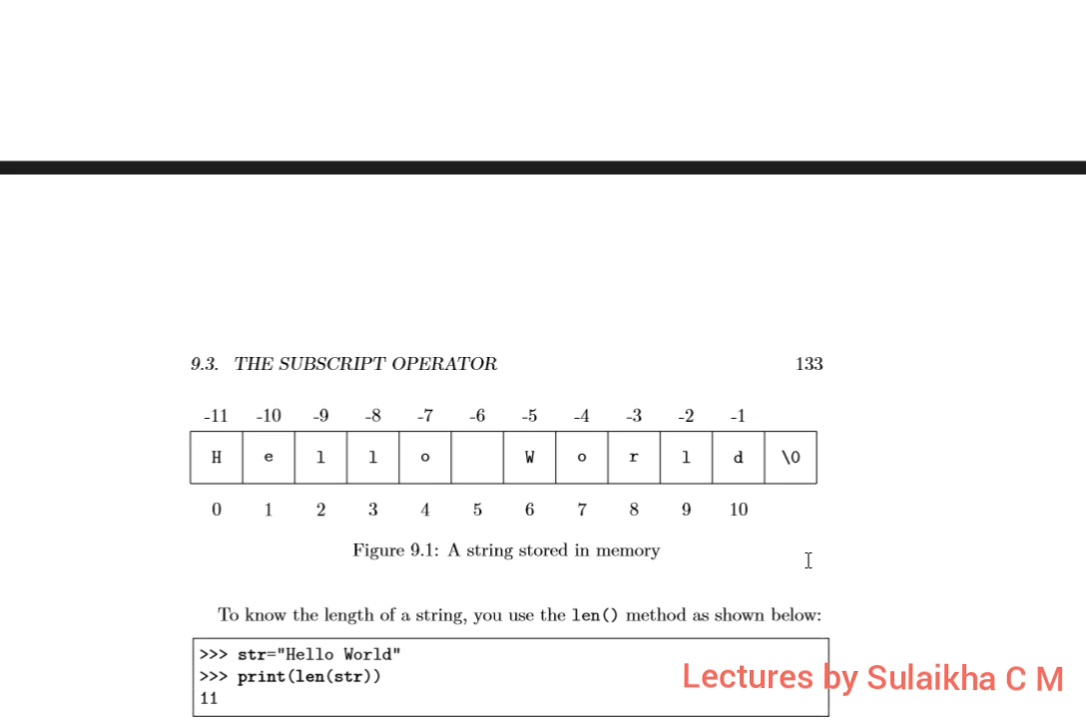 9.3. THE SUBSCRIPT OPERATOR 133
-11 -10 -9 -8 -7 -6 -5 -4 -3 -2 -1
H e l l o W o r l d \0
0 1 2 3 4 5 6 7 8 9 10
Figure 9.1: A string stored in memory
To know the length of a string, you use the len() method as shown below:
>>> str="Hello World"
>>> print(len(str))
11
Lectures by Sulaikha C M